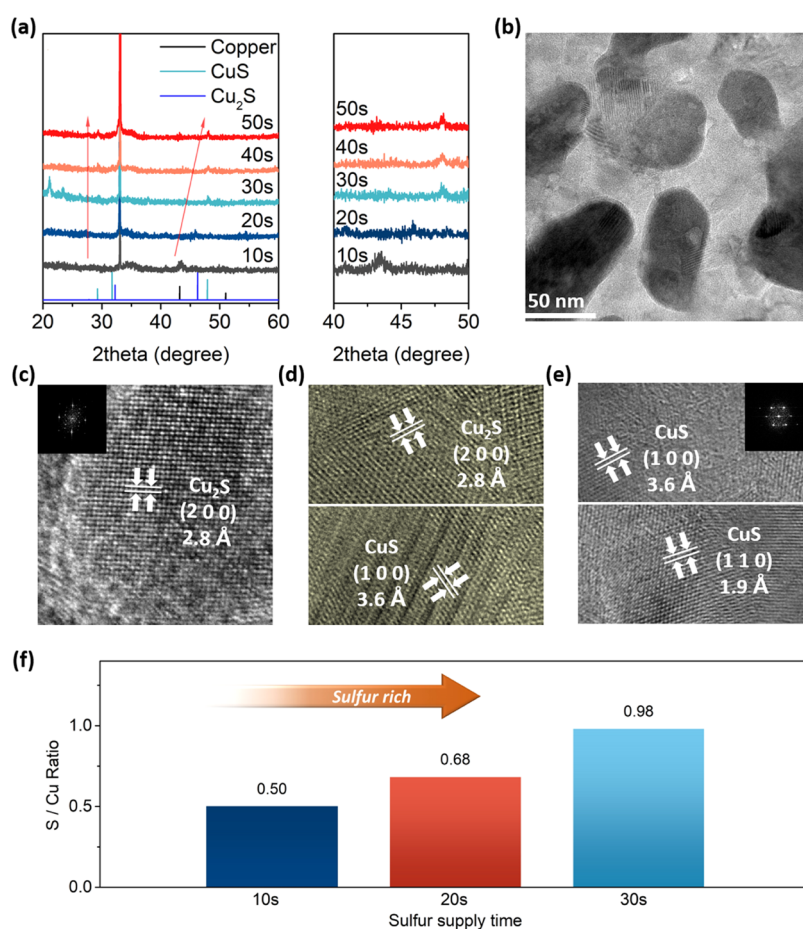 (a)
Copper
CuS
Cu₂S
50s
40s
30s
20s
10s
20 30 40 50 60
2theta (degree)
50s
40s
30s
20s
10s
40 42 44 46 48 50
2theta (degree)
(b)
50 nm
(c)
Cu₂S
(2 0 0)
2.8 Å
(d)
Cu₂S
(2 0 0)
2.8 Å
CuS
(1 0 0)
3.6 Å
(e)
CuS
(1 0 0)
3.6 Å
CuS
(1 1 0)
1.9 Å
(f)
Sulfur rich
S / Cu Ratio
1.0
0.5
0.0
0.50
0.68
0.98
10s 20s 30s
Sulfur supply time